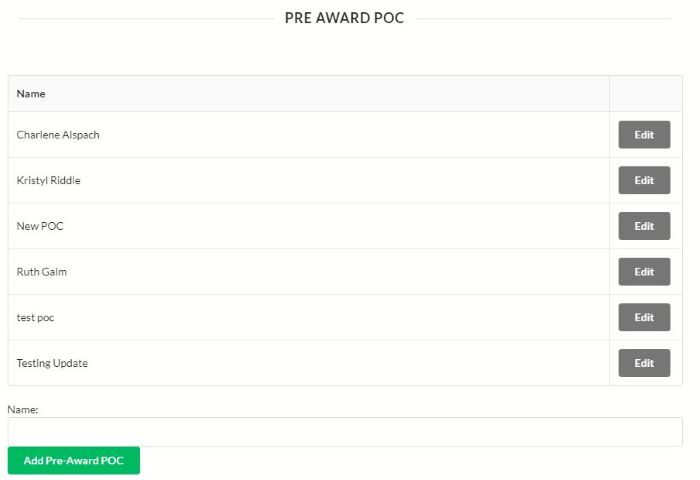 PRE AWARD POC
Name
Charlene Alspach Edit
Kristyl Riddle Edit
New POC Edit
Ruth Galm Edit
test poc Edit
Testing Update Edit
Name:
Add Pre-Award POC